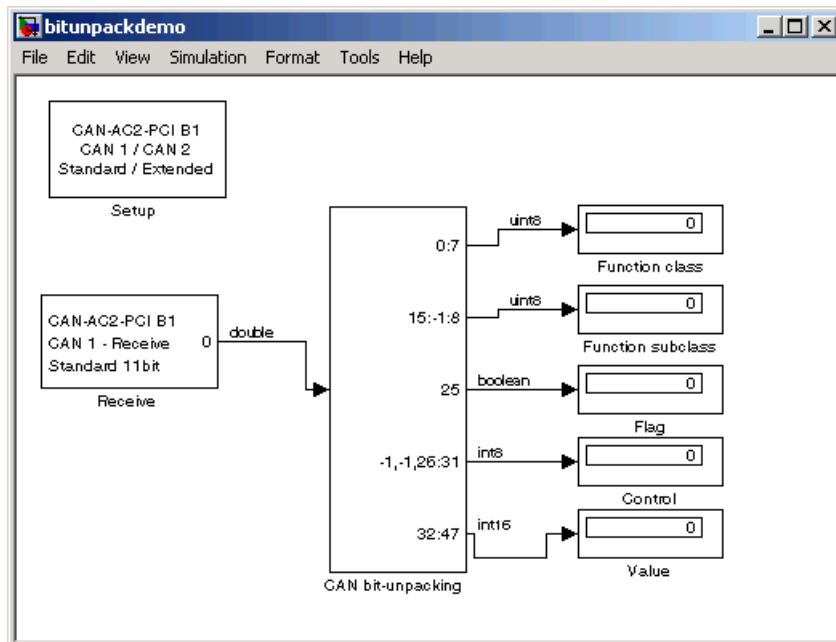 bitunpackdemo
File Edit View Simulation Format Tools Help
CAN-AC2-PCI B1
CAN 1 / CAN 2
Standard / Extended
Setup
CAN-AC2-PCI B1
CAN 1 - Receive
Standard 11bit
0
Receive
double
0:7
15:-1:8
25
-1,-1,26:31
32:47
CAN bit-unpacking
uint8
0
Function class
uint8
0
Function subclass
boolean
0
Flag
int8
0
Control
int16
0
Value